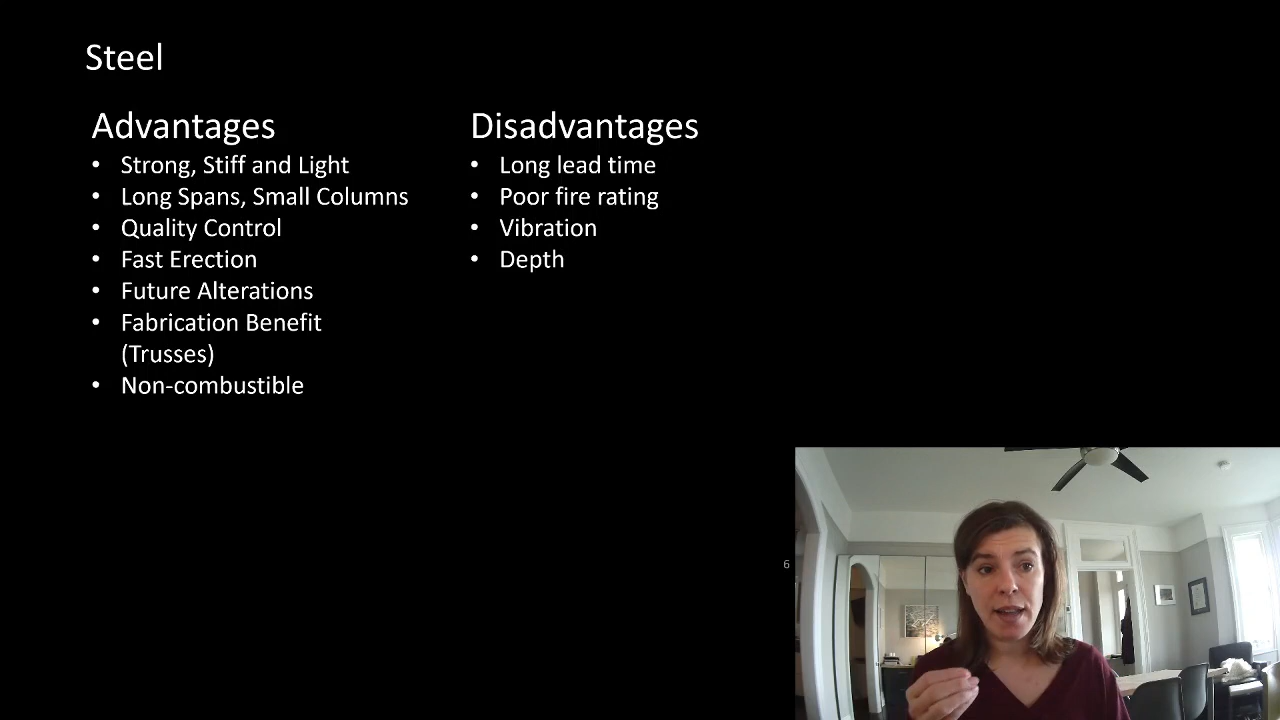 Steel
Advantages
• Strong, Stiff and Light
• Long Spans, Small Columns
• Quality Control
• Fast Erection
• Future Alterations
• Fabrication Benefit
(Trusses)
• Non-combustible
Disadvantages
• Long lead time
• Poor fire rating
• Vibration
• Depth
6